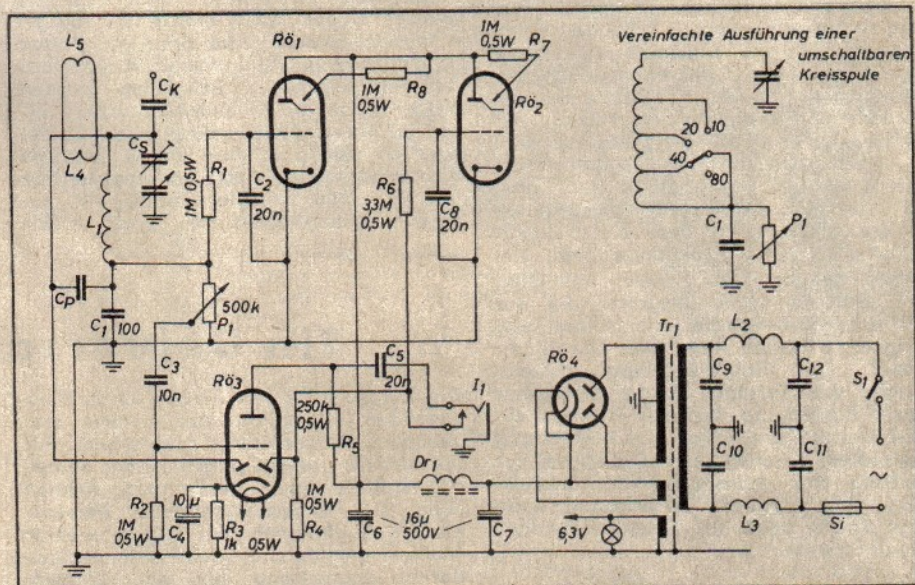 L5
CK
CS
L4
L1
CP
C1 100
R1
1M 0,5W
C2
20n
Rö1
1M
0,5W
R8
1M
0,5W
R7
Rö2
R6
3,3M
0,5W
C8
20n
Vereinfachte Ausführung einer
umschaltbaren
Kreisspule
20
10
40
80
C1
P1
500k
P1
C3
10n
Rö3
C5
20n
I1
250k
0,5W
R5
R2
1M
0,5W
10µ
C4
R3
1k
0,5W
1M
0,5W
R4
Dr1
C6
16µ
500V
C7
Rö4
Tr1
6,3V
L2
C9
C12
C10
C11
L3
S1
~
Si